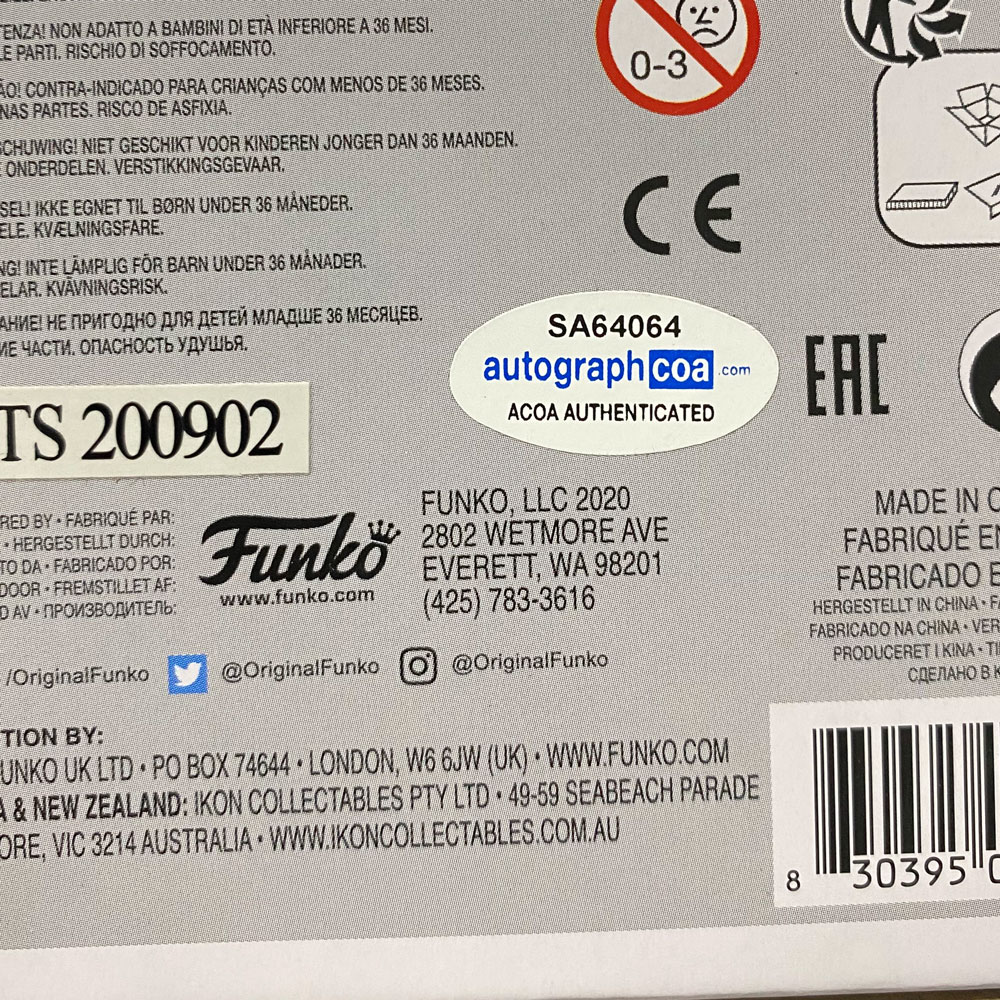 TENZA! NON ADATTO A BAMBINI DI ETÀ INFERIORE A 36 MESI.
LE PARTI. RISCHIO DI SOFFOCAMENTO.
ÃO! CONTRA-INDICADO PARA CRIANÇAS COM MENOS DE 36 MESES.
NAS PARTES. RISCO DE ASFIXIA.
SCHUWING! NIET GESCHIKT VOOR KINDEREN JONGER DAN 36 MAANDEN.
E ONDERDELEN. VERSTIKKINGSGEVAAR.
SEL! IKKE EGNET TIL BØRN UNDER 36 MÅNEDER.
ELE. KVÆLNINGSFARE.
NG! INTE LÄMPLIG FÖR BARN UNDER 36 MÅNADER.
ELAR. KVÄVNINGSRISK.
АНИЕ! НЕ ПРИГОДНО ДЛЯ ДЕТЕЙ МЛАДШЕ 36 МЕСЯЦЕВ.
ИЕ ЧАСТИ. ОПАСНОСТЬ УДУШЬЯ.
0-3
CE
SA64064
autographcoa.com
ACOA AUTHENTICATED
EAC
TS 200902
RED BY • FABRIQUÉ PAR:
• HERGESTELLT DURCH:
TO DA • FABRICADO POR:
DOOR • FREMSTILLET AF:
D AV • ПРОИЗВОДИТЕЛЬ:
Funko
www.funko.com
FUNKO, LLC 2020
2802 WETMORE AVE
EVERETT, WA 98201
(425) 783-3616
MADE IN C
FABRIQUÉ EN
FABRICADO E
HERGESTELLT IN CHINA • F
FABRICADO NA CHINA • VER
PRODUCERET I KINA • TI
СДЕЛАНО В К
/OriginalFunko
@OriginalFunko
@OriginalFunko
TION BY:
UNKO UK LTD • PO BOX 74644 • LONDON, W6 6JW (UK) • WWW.FUNKO.COM
A & NEW ZEALAND: IKON COLLECTABLES PTY LTD • 49-59 SEABEACH PARADE
ORE, VIC 3214 AUSTRALIA • WWW.IKONCOLLECTABLES.COM.AU
8 30395 0